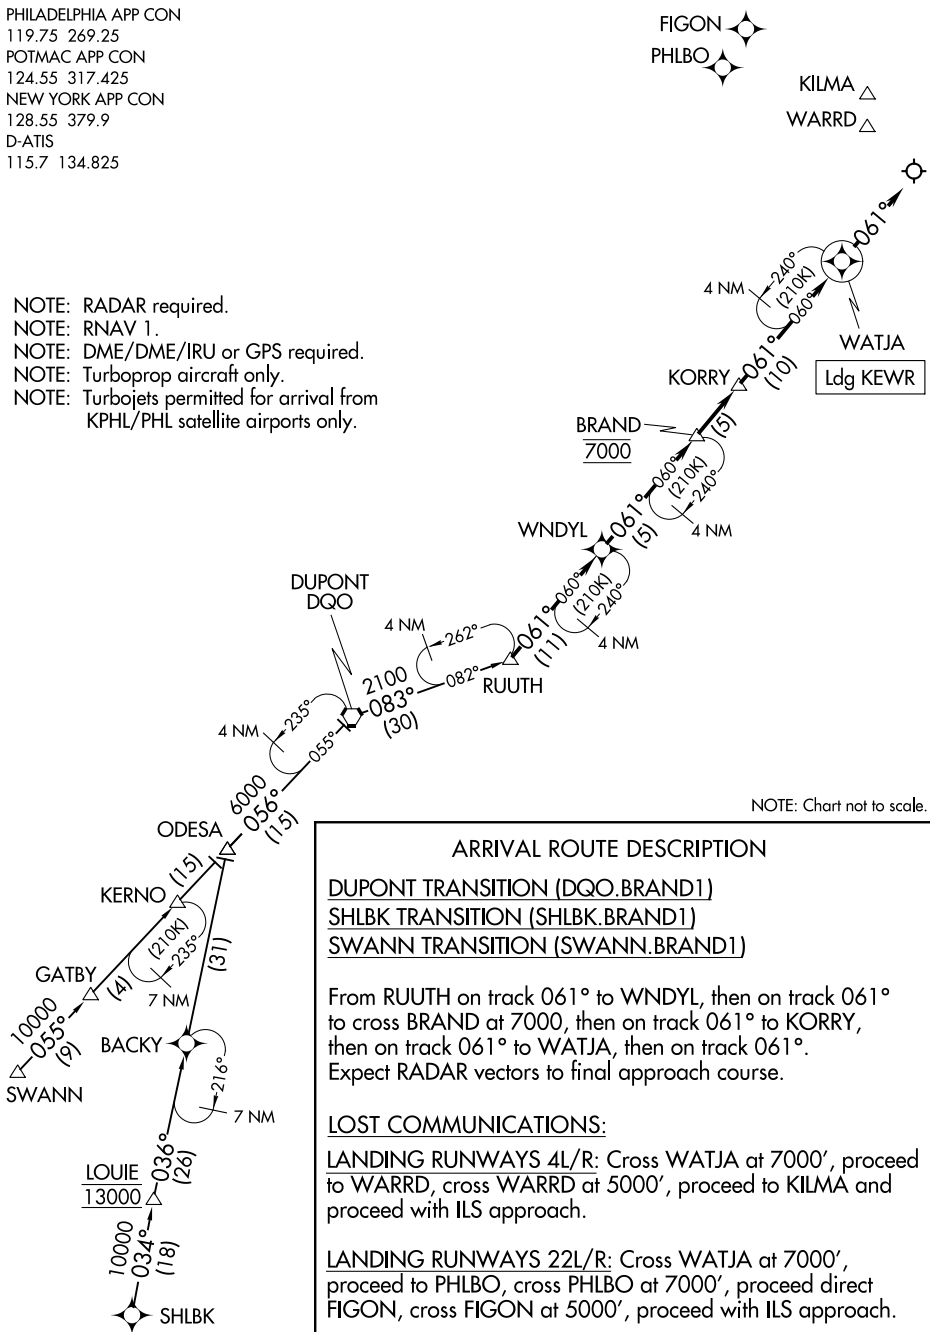 PHILADELPHIA APP CON
119.75 269.25
POTMAC APP CON
124.55 317.425
NEW YORK APP CON
128.55 379.9
D-ATIS
115.7 134.825
FIGON
PHLBO
KILMA
WARRD
NOTE: RADAR required.
NOTE: RNAV 1.
NOTE: DME/DME/IRU or GPS required.
NOTE: Turboprop aircraft only.
NOTE: Turbojets permitted for arrival from
KPHL/PHL satellite airports only.
061°
240°
(210K)
060°
4 NM
WATJA
Ldg KEWR
KORRY
061°
(10)
BRAND
7000
(5)
060°
(210K)
240°
4 NM
WNDYL
061°
(5)
060°
(210K)
240°
4 NM
DUPONT
DQO
4 NM
262°
061°
(11)
RUUTH
2100
083°
(30)
082°
4 NM
235°
055°
6000
056°
(15)
NOTE: Chart not to scale.
ODESA
KERNO
(15)
(210K)
235°
7 NM
(31)
GATBY
(4)
10000
055°
(9)
SWANN
BACKY
216°
7 NM
036°
(26)
LOUIE
13000
10000
034°
(18)
SHLBK
ARRIVAL ROUTE DESCRIPTION
DUPONT TRANSITION (DQO.BRAND1)
SHLBK TRANSITION (SHLBK.BRAND1)
SWANN TRANSITION (SWANN.BRAND1)
From RUUTH on track 061° to WNDYL, then on track 061°
to cross BRAND at 7000, then on track 061° to KORRY,
then on track 061° to WATJA, then on track 061°.
Expect RADAR vectors to final approach course.
LOST COMMUNICATIONS:
LANDING RUNWAYS 4L/R: Cross WATJA at 7000′, proceed
to WARRD, cross WARRD at 5000′, proceed to KILMA and
proceed with ILS approach.
LANDING RUNWAYS 22L/R: Cross WATJA at 7000′,
proceed to PHLBO, cross PHLBO at 7000′, proceed direct
FIGON, cross FIGON at 5000′, proceed with ILS approach.